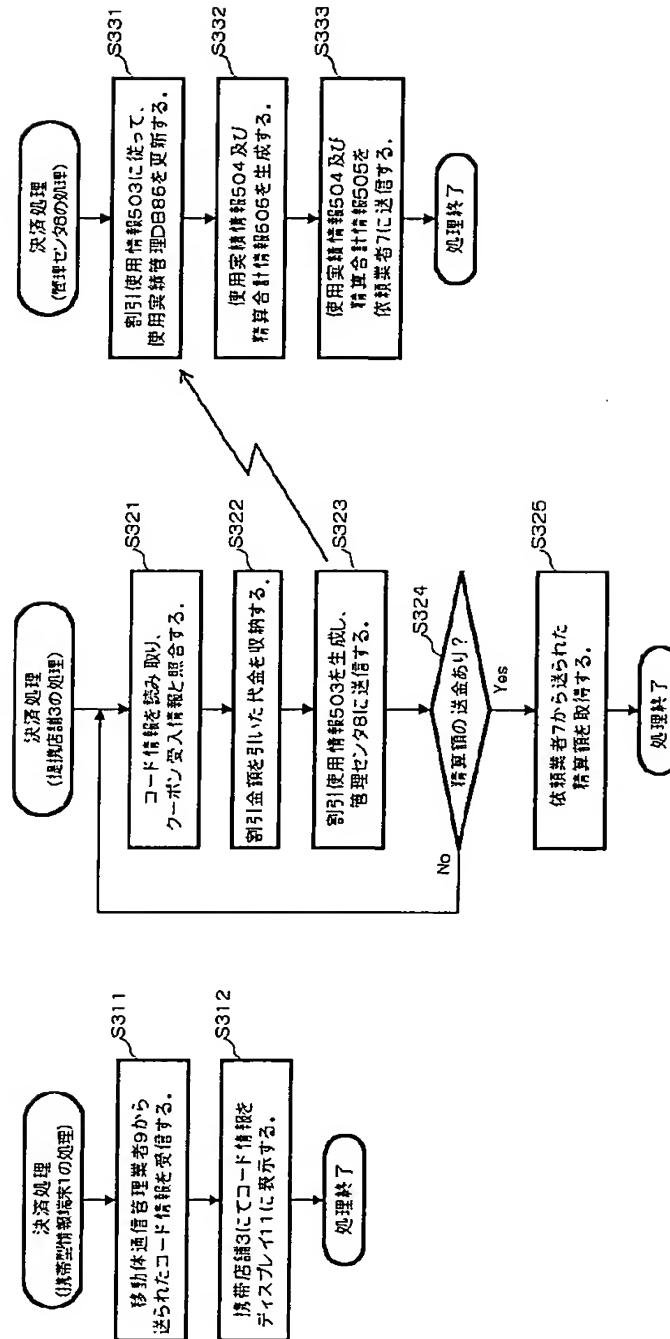 決済処理
(携帯型情報端末1の処理)
S311
移動体通信管理業者9から
送られたコード情報を受信する。
S312
携帯店舗3にてコード情報を
ディスプレイ11に表示する。
処理終了
決済処理
(提携店舗3の処理)
S321
コード情報を読み取り、
クーポン受入情報と照合する。
S322
割引金額を引いた代金を収納する。
S323
割引使用情報503を生成し、
管理センタ8に送信する。
S324
精算額の送金あり?
No
Yes
S325
依頼業者7から送られた
精算額を取得する。
処理終了
決済処理
(管理センタ8の処理)
S331
割引使用情報503に従って、
使用実績管理DB86を更新する。
S332
使用実績情報504及び
精算合計情報505を生成する。
S333
使用実績情報504及び
精算合計情報505を
依頼業者7に送信する。
処理終了